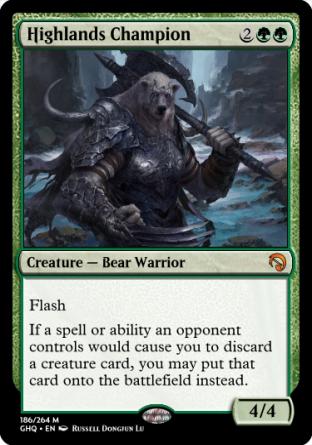 Highlands Champion 2
Creature — Bear Warrior
Flash
If a spell or ability an opponent
controls would cause you to discard
a creature card, you may put that
card onto the battlefield instead.
4/4
186/264 M
GHQ • EN Russell Dongjun Lu